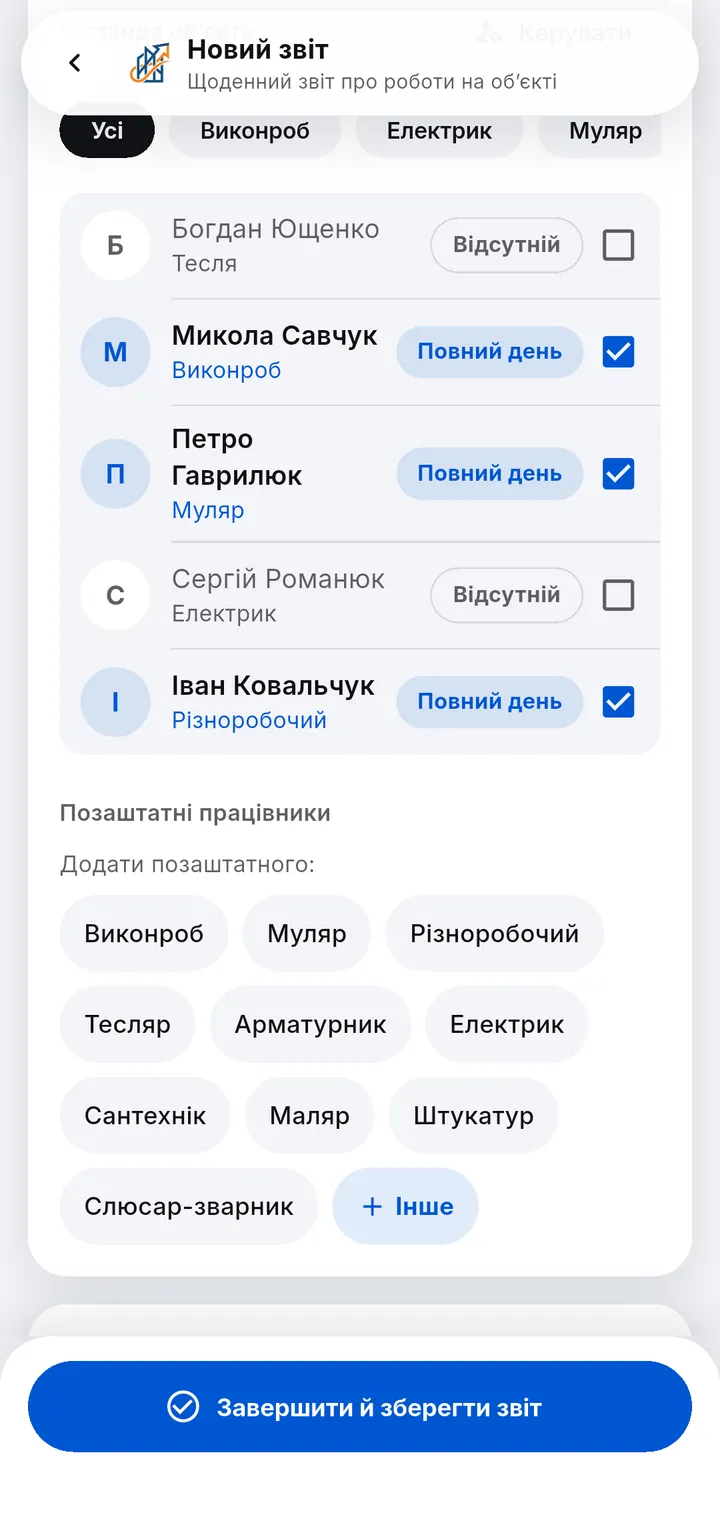 Новий звіт
Щоденний звіт про роботи на об’єкті
Керувати
Усі
Виконроб
Електрик
Муляр
Б
Богдан Ющенко
Тесля
Відсутній
М
Микола Савчук
Виконроб
Повний день
П
Петро
Гаврилюк
Муляр
Повний день
С
Сергій Романюк
Електрик
Відсутній
І
Іван Ковальчук
Різноробочий
Повний день
Позаштатні працівники
Додати позаштатного:
Виконроб
Муляр
Різноробочий
Тесляр
Арматурник
Електрик
Сантехнік
Маляр
Штукатур
Слюсар-зварник
+ Інше
Завершити й зберегти звіт